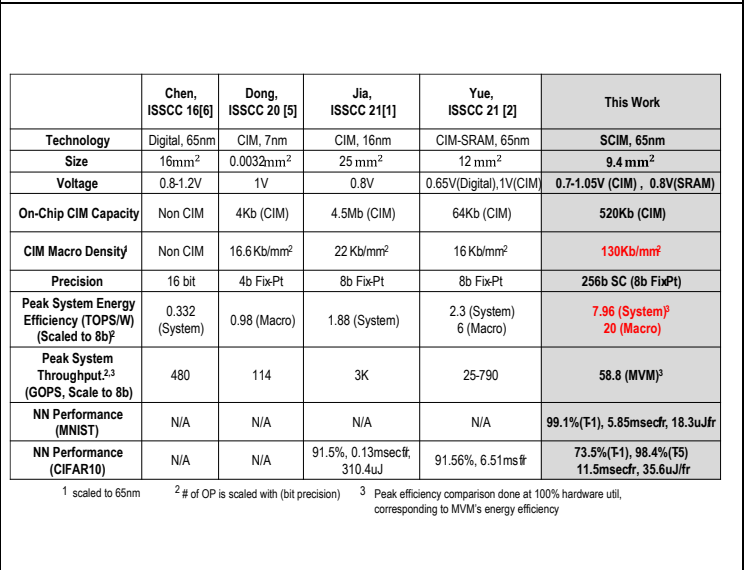 Chen, ISSCC 16[6] Dong, ISSCC 20 [5] Jia, ISSCC 21[1] Yue, ISSCC 21 [2] This Work
Technology Digital, 65nm CIM, 7nm CIM, 16nm CIM-SRAM, 65nm SCIM, 65nm
Size 16mm² 0.0032mm² 25 mm² 12 mm² 9.4 mm²
Voltage 0.8-1.2V 1V 0.8V 0.65V(Digital),1V(CIM) 0.7-1.05V (CIM) , 0.8V(SRAM)
On-Chip CIM Capacity Non CIM 4Kb (CIM) 4.5Mb (CIM) 64Kb (CIM) 520Kb (CIM)
CIM Macro Density¹ Non CIM 16.6Kb/mm² 22Kb/mm² 16Kb/mm² 130Kb/mm²
Precision 16 bit 4b Fix-Pt 8b Fix-Pt 8b Fix-Pt 256b SC (8b FixPt)
Peak System Energy Efficiency (TOPS/W) (Scaled to 8b)² 0.332 (System) 0.98 (Macro) 1.88 (System) 2.3 (System) 6 (Macro) 7.96 (System)³ 20 (Macro)
Peak System Throughput.²,³ (GOPS, Scale to 8b) 480 114 3K 25-790 58.8 (MVM)³
NN Performance (MNIST) N/A N/A N/A N/A 99.1%(T-1), 5.85msec/fr, 18.3uJ/fr
NN Performance (CIFAR10) N/A N/A 91.5%, 0.13msec/fr, 310.4uJ 91.56%, 6.51ms/fr 73.5%(T-1), 98.4%(T-5) 11.5msec/fr, 35.6uJ/fr
1 scaled to 65nm 2 # of OP is scaled with (bit precision) 3 Peak efficiency comparison done at 100% hardware util,
corresponding to MVM's energy efficiency